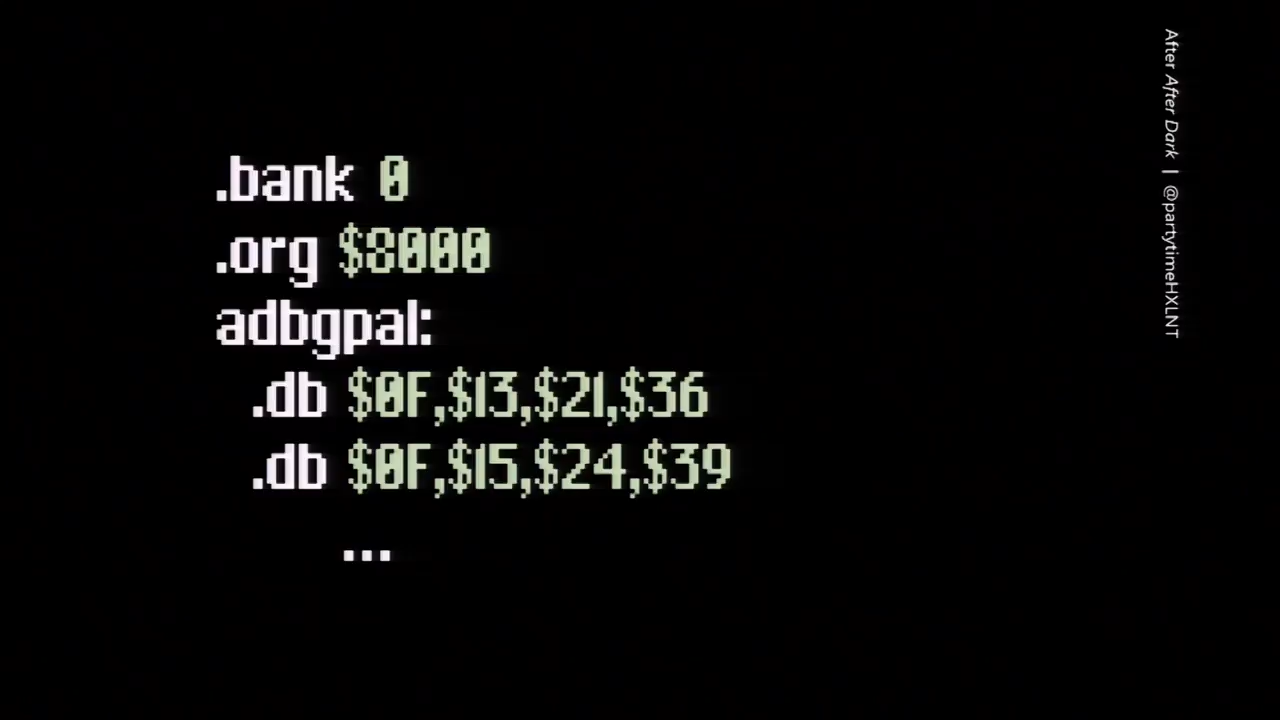 .bank 0
.org $8000
adbgpal:
.db $0F,$13,$21,$36
.db $0F,$15,$24,$39
...
After After Dark | @partytimeHXLNT